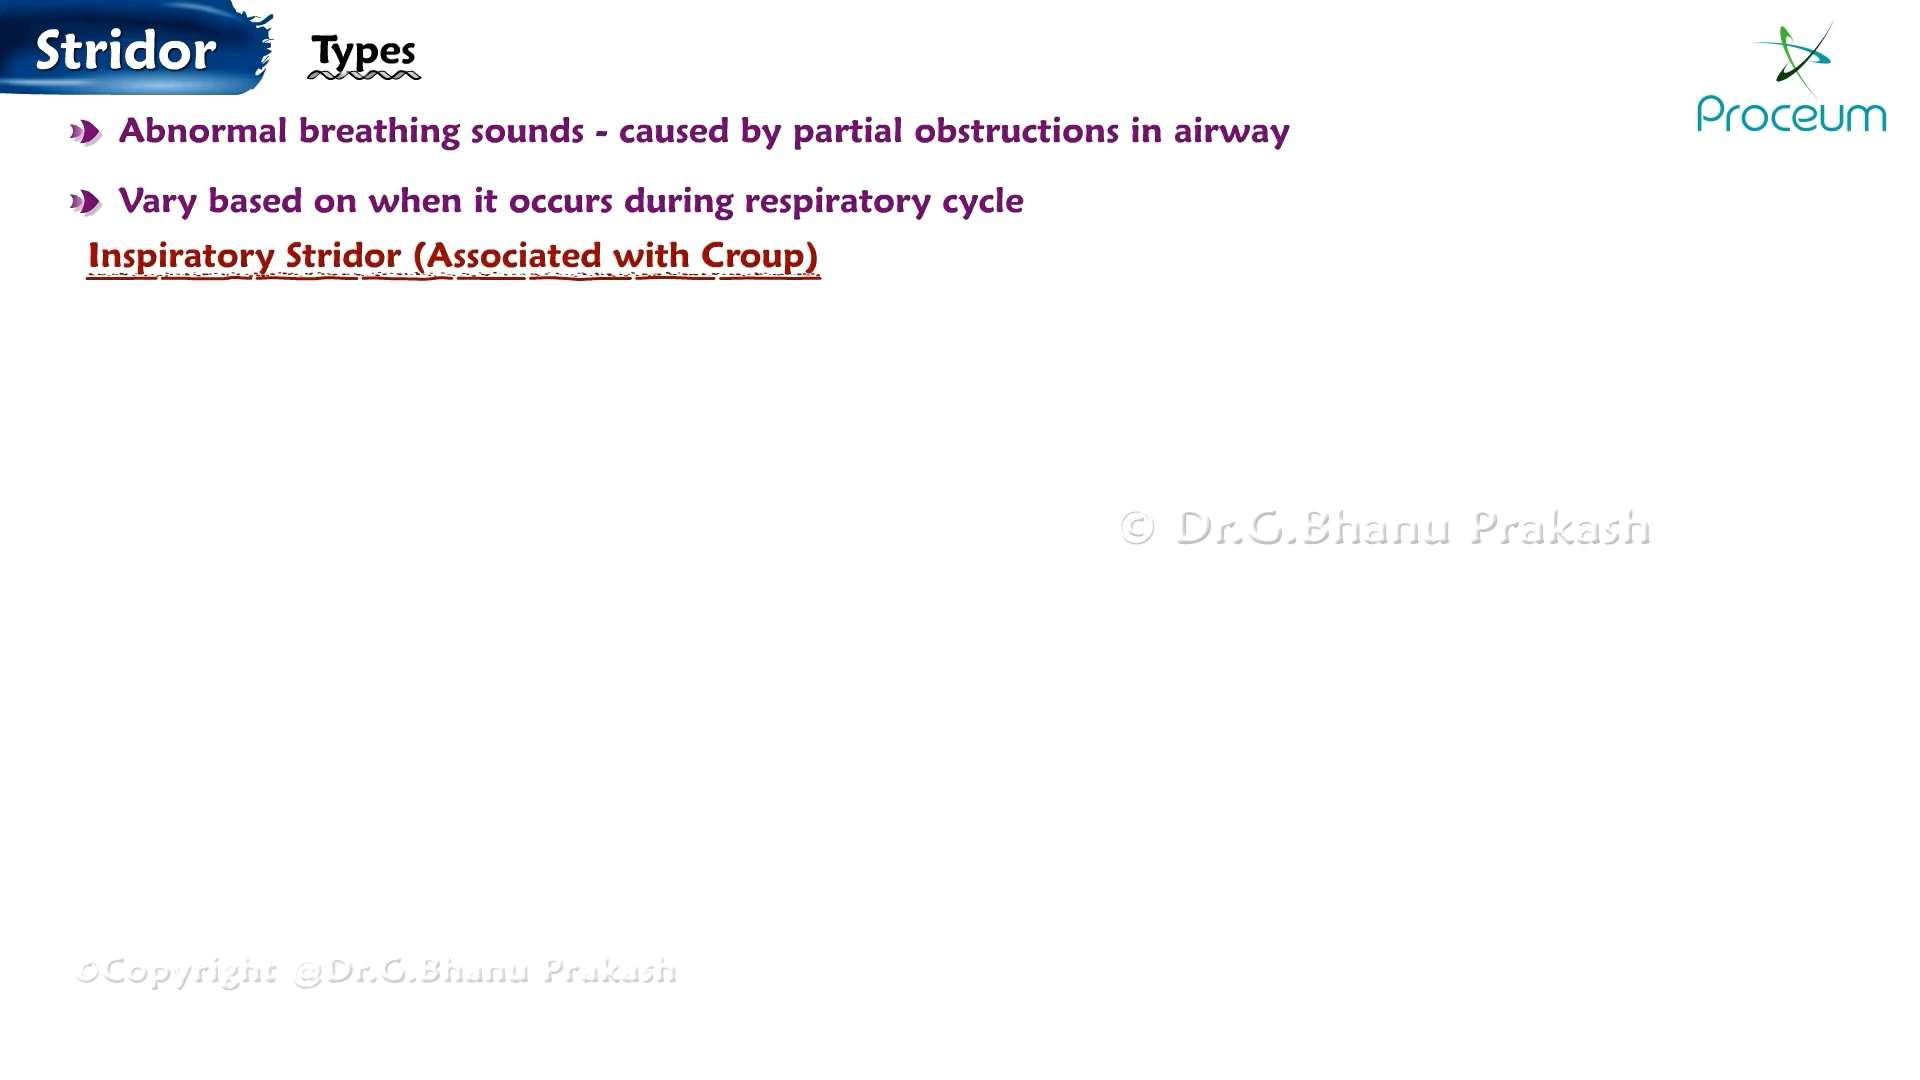 Stridor Types
Proceum
Abnormal breathing sounds - caused by partial obstructions in airway
Vary based on when it occurs during respiratory cycle
Inspiratory Stridor (Associated with Croup)
© Dr.G.Bhanu Prakash
©Copyright @Dr.G.Bhanu Prakash